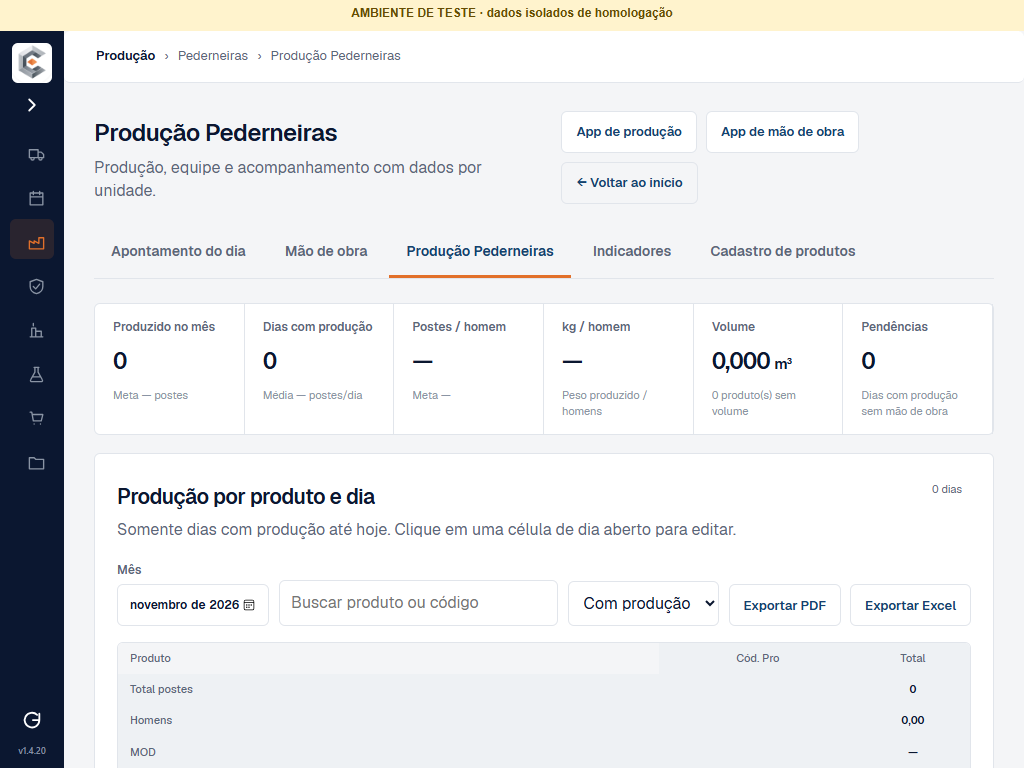 AMBIENTE DE TESTE · dados isolados de homologação
Produção › Pederneiras › Produção Pederneiras
Produção Pederneiras
Produção, equipe e acompanhamento com dados por
unidade.
App de produção
App de mão de obra
← Voltar ao início
Apontamento do dia
Mão de obra
Produção Pederneiras
Indicadores
Cadastro de produtos
Produzido no mês
0
Meta — postes
Dias com produção
0
Média — postes/dia
Postes / homem
—
Meta —
kg / homem
—
Peso produzido /
homens
Volume
0,000 m³
0 produto(s) sem
volume
Pendências
0
Dias com produção
sem mão de obra
Produção por produto e dia
0 dias
Somente dias com produção até hoje. Clique em uma célula de dia aberto para editar.
Mês
novembro de 2026
Buscar produto ou código
Com produção
Exportar PDF
Exportar Excel
Produto Cód. Pro Total
Total postes 0
Homens 0,00
MOD —
v1.4.20